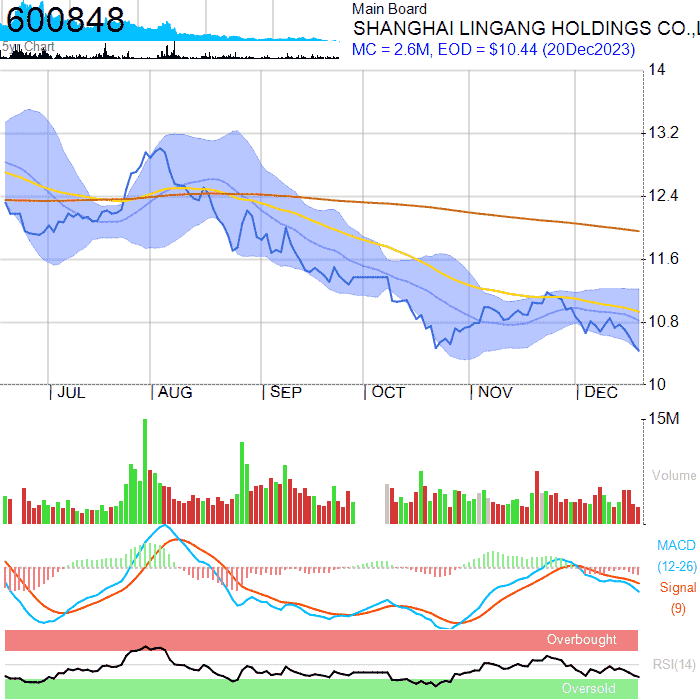 600848
5yr Chart
Main Board
SHANGHAI LINGANG HOLDINGS CO.,L
MC = 2.6M, EOD = $10.44 (20Dec2023)
14
13.2
12.4
11.6
10.8
10
JUL AUG SEP OCT NOV DEC
15M
Volume
MACD
(12-26)
Signal
(9)
Overbought
RSI(14)
Oversold